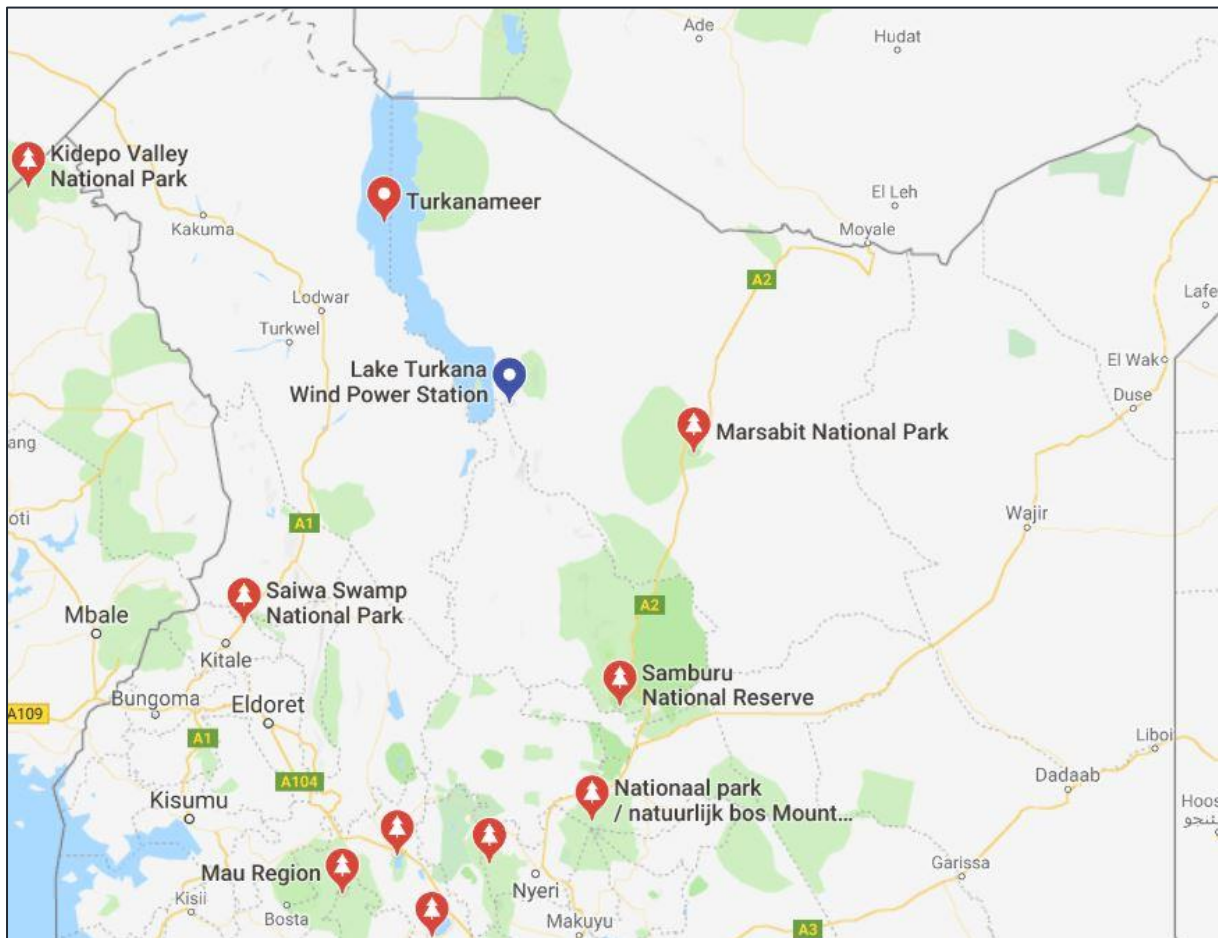 Ade
Hudat
Kidepo Valley
National Park
Turkanameer
El Leh
Kakuma
Moyale
A2
Lodwar
Lafe
Turkwel
Lake Turkana
Wind Power Station
El Wak
Duse
Marsabit National Park
ang
oti
A1
Wajir
Saiwa Swamp
National Park
A2
Mbale
Kitale
Samburu
National Reserve
Bungoma
Eldoret
A109
A1
Liboi
A104
Nationaal park
/ natuurlijk bos Mount...
Dadaab
Kisumu
Hoos
Mau Region
Garissa
Nyeri
Kisii
Bosta
Makuyu
A3